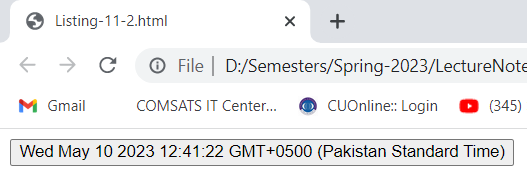 Listing-11-2.html
File | D:/Semesters/Spring-2023/LectureNote
Gmail COMSATS IT Center... CUOnline:: Login (345)
Wed May 10 2023 12:41:22 GMT+0500 (Pakistan Standard Time)